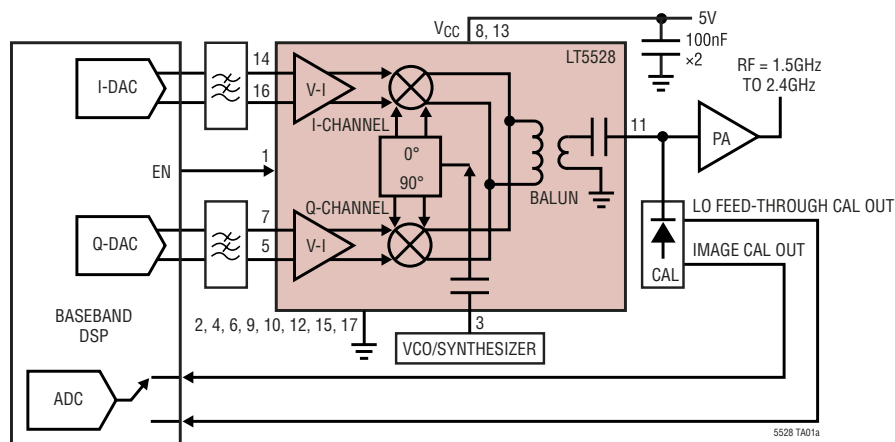 VCC
8, 13
5V
100nF
×2
LT5528
RF = 1.5GHz
TO 2.4GHz
I-DAC
14
16
V-I
I-CHANNEL
0°
90°
Q-CHANNEL
EN
1
11
PA
BALUN
Q-DAC
7
5
V-I
LO FEED-THROUGH CAL OUT
IMAGE CAL OUT
CAL
BASEBAND
DSP
2, 4, 6, 9, 10, 12, 15, 17
3
VCO/SYNTHESIZER
ADC
5528 TA01a